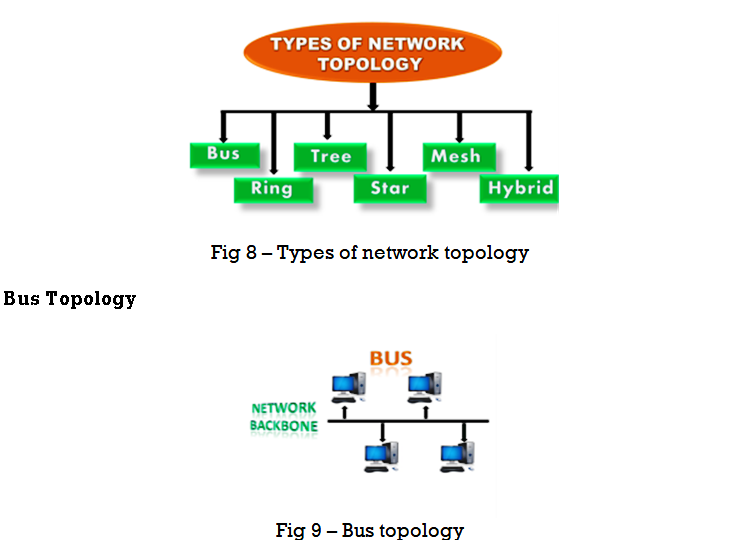 TYPES OF NETWORK
TOPOLOGY
Bus
Tree
Mesh
Ring
Star
Hybrid
Fig 8 – Types of network topology
Bus Topology
BUS
NETWORK
BACKBONE
Fig 9 – Bus topology